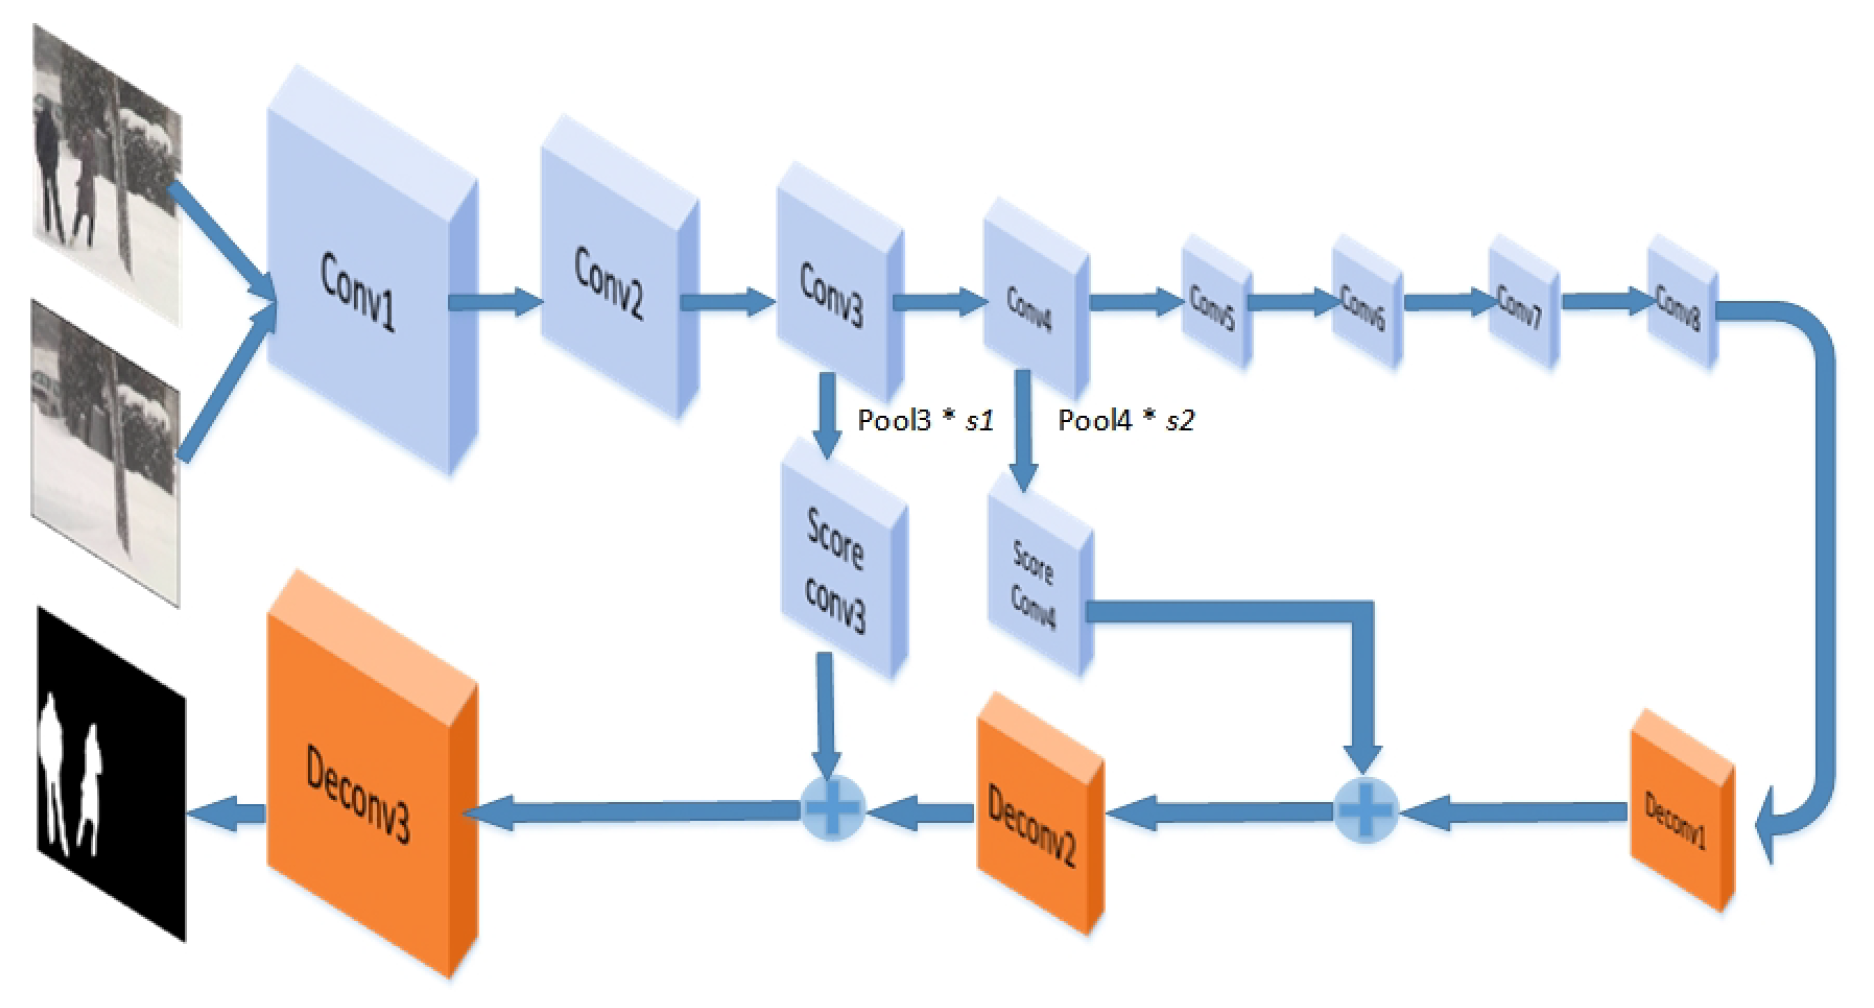 Conv1
Conv2
Conv3
Conv4
Conv5
Conv6
Conv7
Conv8
Pool3 * s1
Pool4 * s2
Score
conv3
Score
Conv4
Deconv3
Deconv2
Deconv1